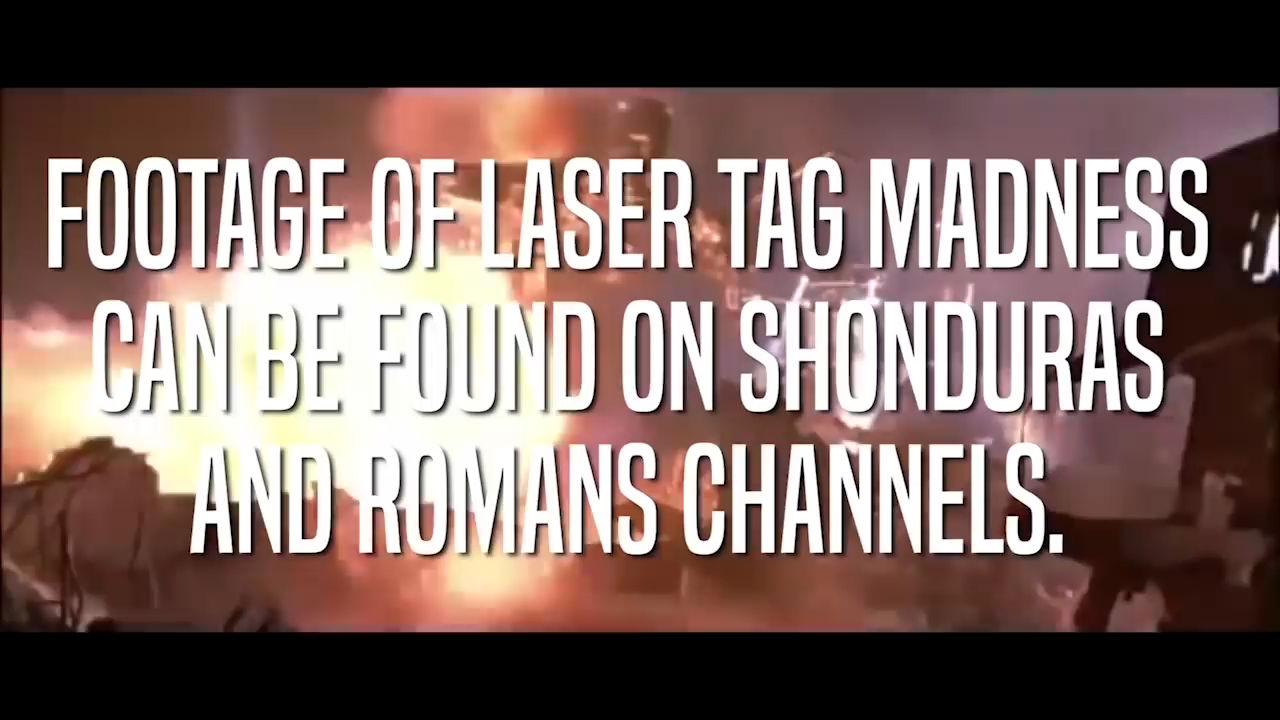 FOOTAGE OF LASER TAG MADNESS
CAN BE FOUND ON SHONDURAS
AND ROMANS CHANNELS.